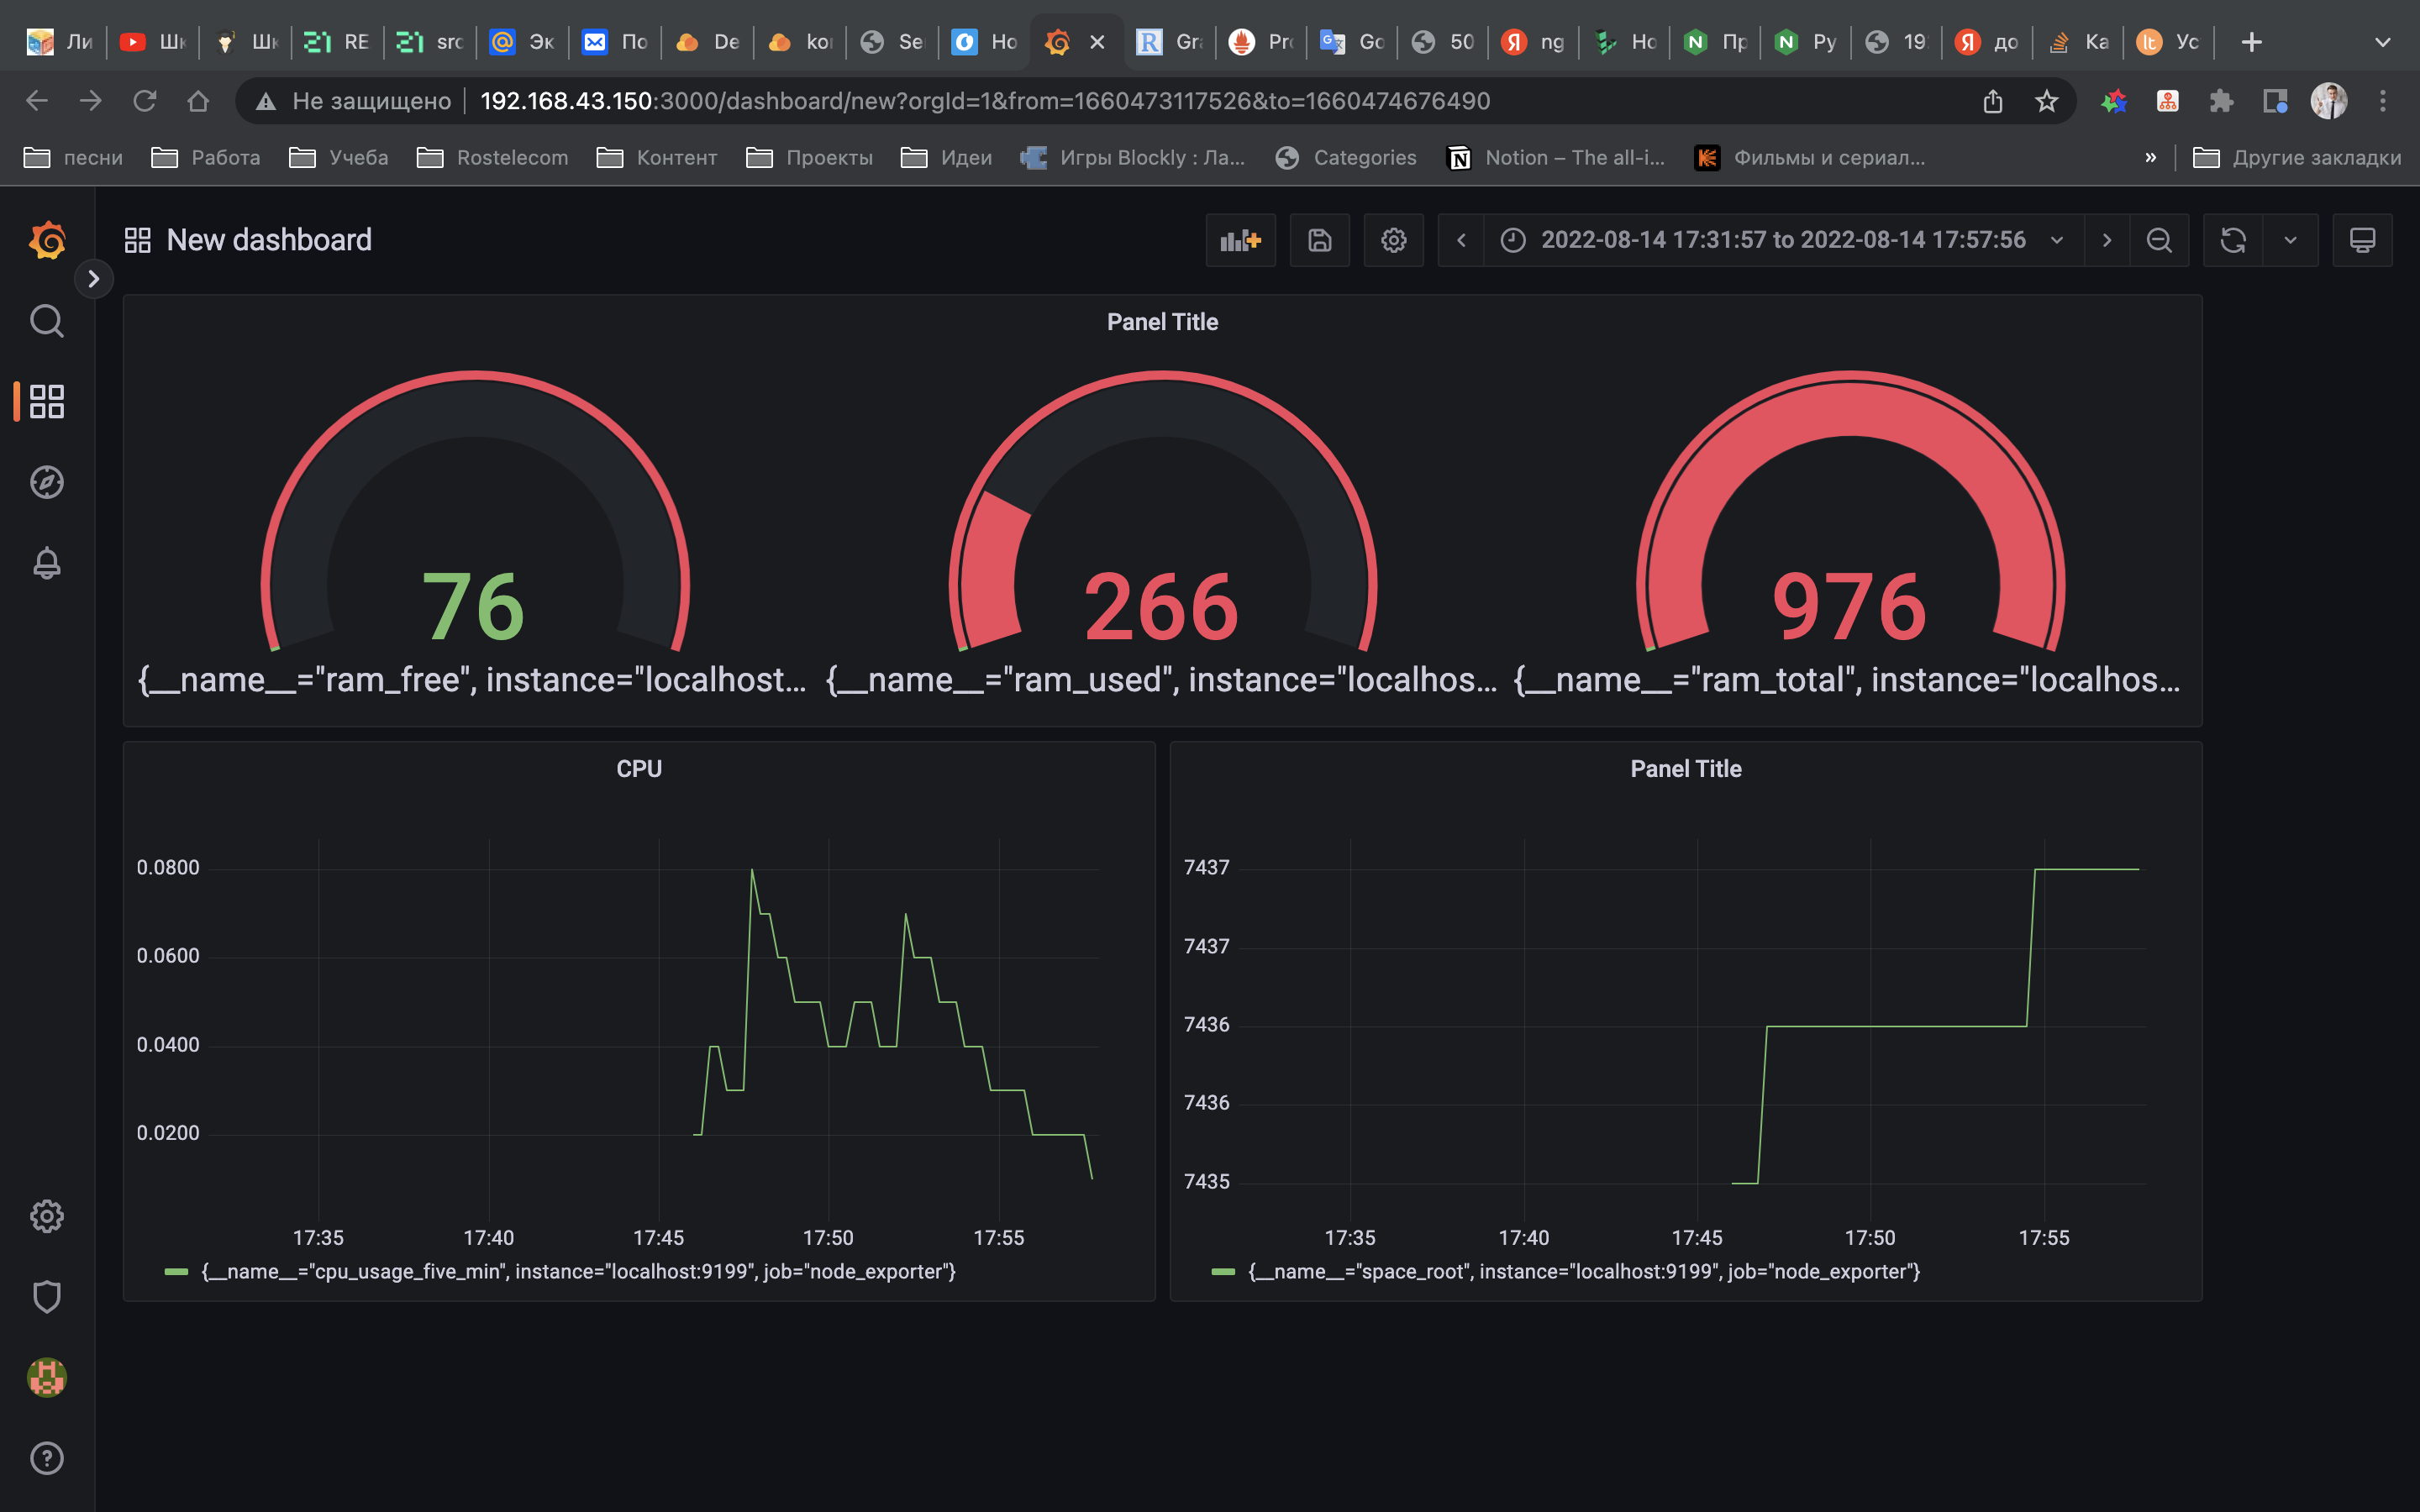 Ли Шк Шк RE src Эк По De kor Se Но Gra Pro Go 50 ng Но Пр Ру 19 до Ка Ус
Не защищено 192.168.43.150:3000/dashboard/new?orgId=1&from=1660473117526&to=1660474676490
песни Работа Учеба Rostelecom Контент Проекты Идеи Игры Blockly : Ла... Categories Notion – The all-i... Фильмы и сериал... » Другие закладки
New dashboard 2022-08-14 17:31:57 to 2022-08-14 17:57:56
Panel Title
76 266 976
{__name__="ram_free", instance="localhost... {__name__="ram_used", instance="localhos... {__name__="ram_total", instance="localhos...
CPU
0.0800
0.0600
0.0400
0.0200
17:35 17:40 17:45 17:50 17:55
{__name__="cpu_usage_five_min", instance="localhost:9199", job="node_exporter"}
Panel Title
7437
7437
7436
7436
7435
17:35 17:40 17:45 17:50 17:55
{__name__="space_root", instance="localhost:9199", job="node_exporter"}